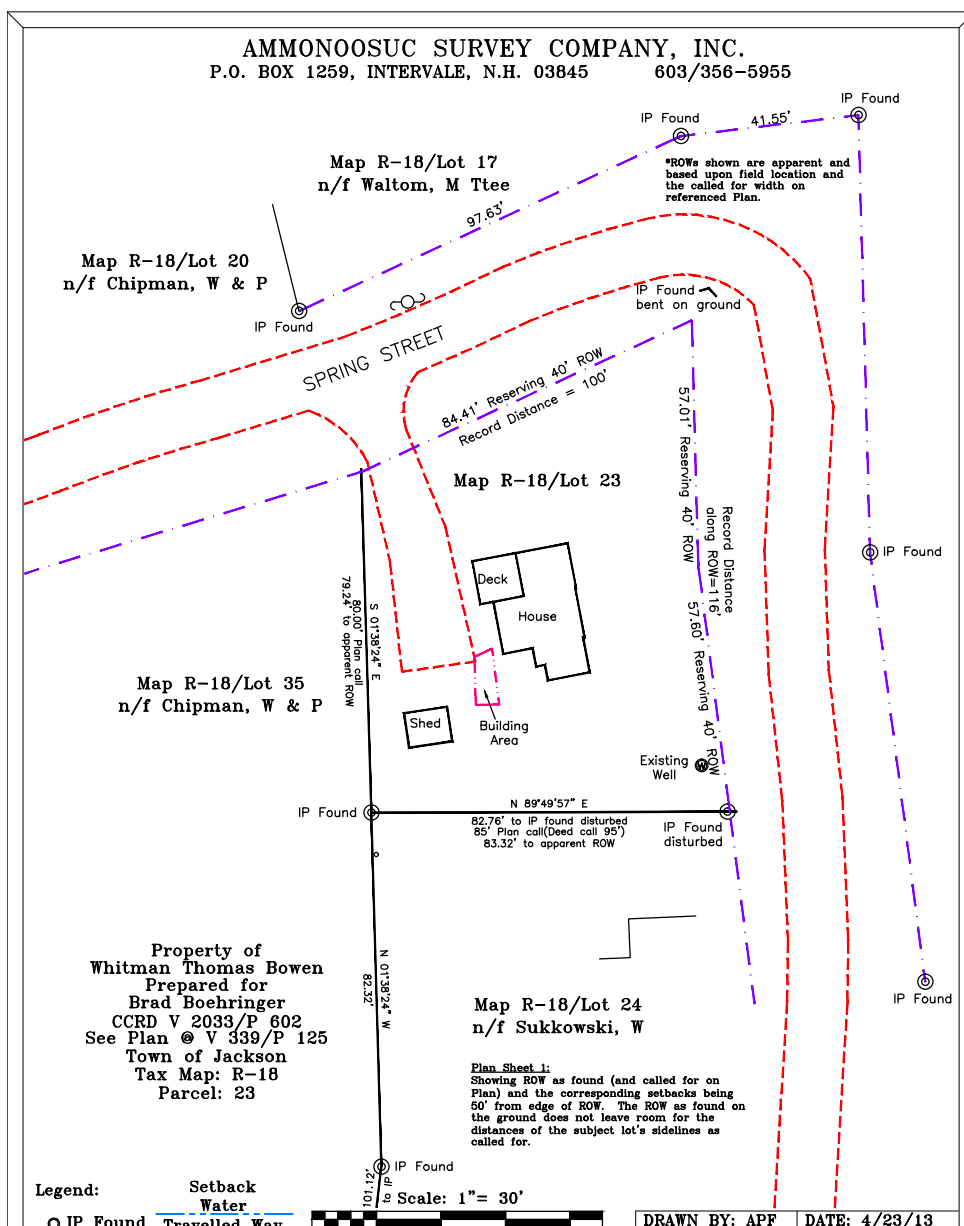 AMMONOOSUC SURVEY COMPANY, INC.
P.O. BOX 1259, INTERVALE, N.H. 03845 603/356-5955
IP Found
IP Found
41.55'
Map R-18/Lot 17
n/f Waltom, M Ttee
*ROWs shown are apparent and
based upon field location and
the called for width on
referenced Plan.
97.63'
Map R-18/Lot 20
n/f Chipman, W & P
IP Found
IP Found
bent on ground
SPRING STREET
84.41' Reserving 40' ROW
Record Distance = 100'
57.01' Reserving 40' ROW
Map R-18/Lot 23
Record Distance
along ROW=116'
IP Found
Deck
House
57.60' Reserving 40' ROW
S 01°38'24" E
80.00' Plan call
79.24' to apparent ROW
Map R-18/Lot 35
n/f Chipman, W & P
Shed
Building
Area
Existing
Well
W
IP Found
N 89°49'57" E
82.76' to IP found disturbed
85' Plan call(Deed call 95')
83.32' to apparent ROW
IP Found
disturbed
N 01°38'24" W
82.32'
Property of
Whitman Thomas Bowen
Prepared for
Brad Boehringer
CCRD V 2033/P 602
See Plan @ V 339/P 125
Town of Jackson
Tax Map: R-18
Parcel: 23
IP Found
Map R-18/Lot 24
n/f Sukkowski, W
Plan Sheet 1:
Showing ROW as found (and called for on
Plan) and the corresponding setbacks being
50' from edge of ROW. The ROW as found on
the ground does not leave room for the
distances of the subject lot's sidelines as
called for.
IP Found
101.12'
to IP
Legend:
Setback
Water
Scale: 1"= 30'
IP Found
Travelled Way
DRAWN BY: APF
DATE: 4/23/13